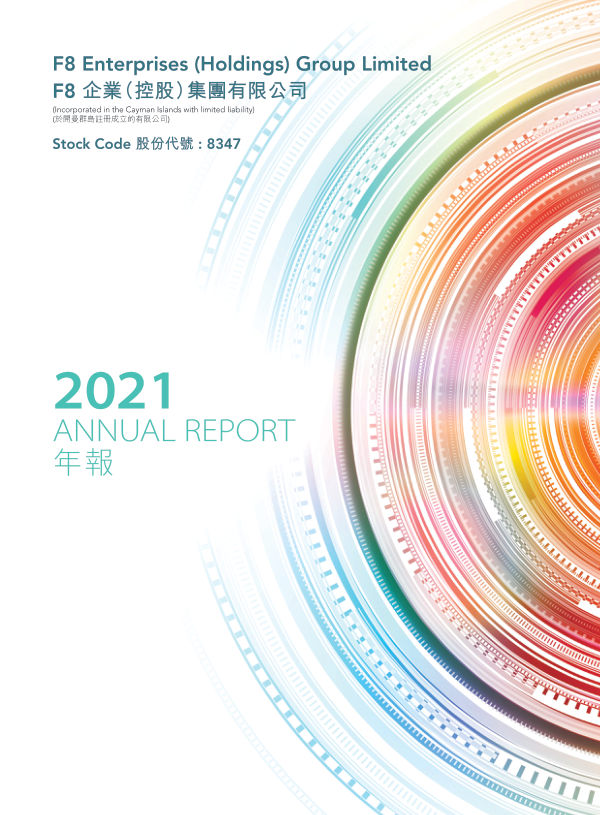 F8 Enterprises (Holdings) Group Limited
F8 企業（控股）集團有限公司
(Incorporated in the Cayman Islands with limited liability)
(於開曼群島註冊成立的有限公司)
Stock Code 股份代號 : 8347
2021
ANNUAL REPORT
年報